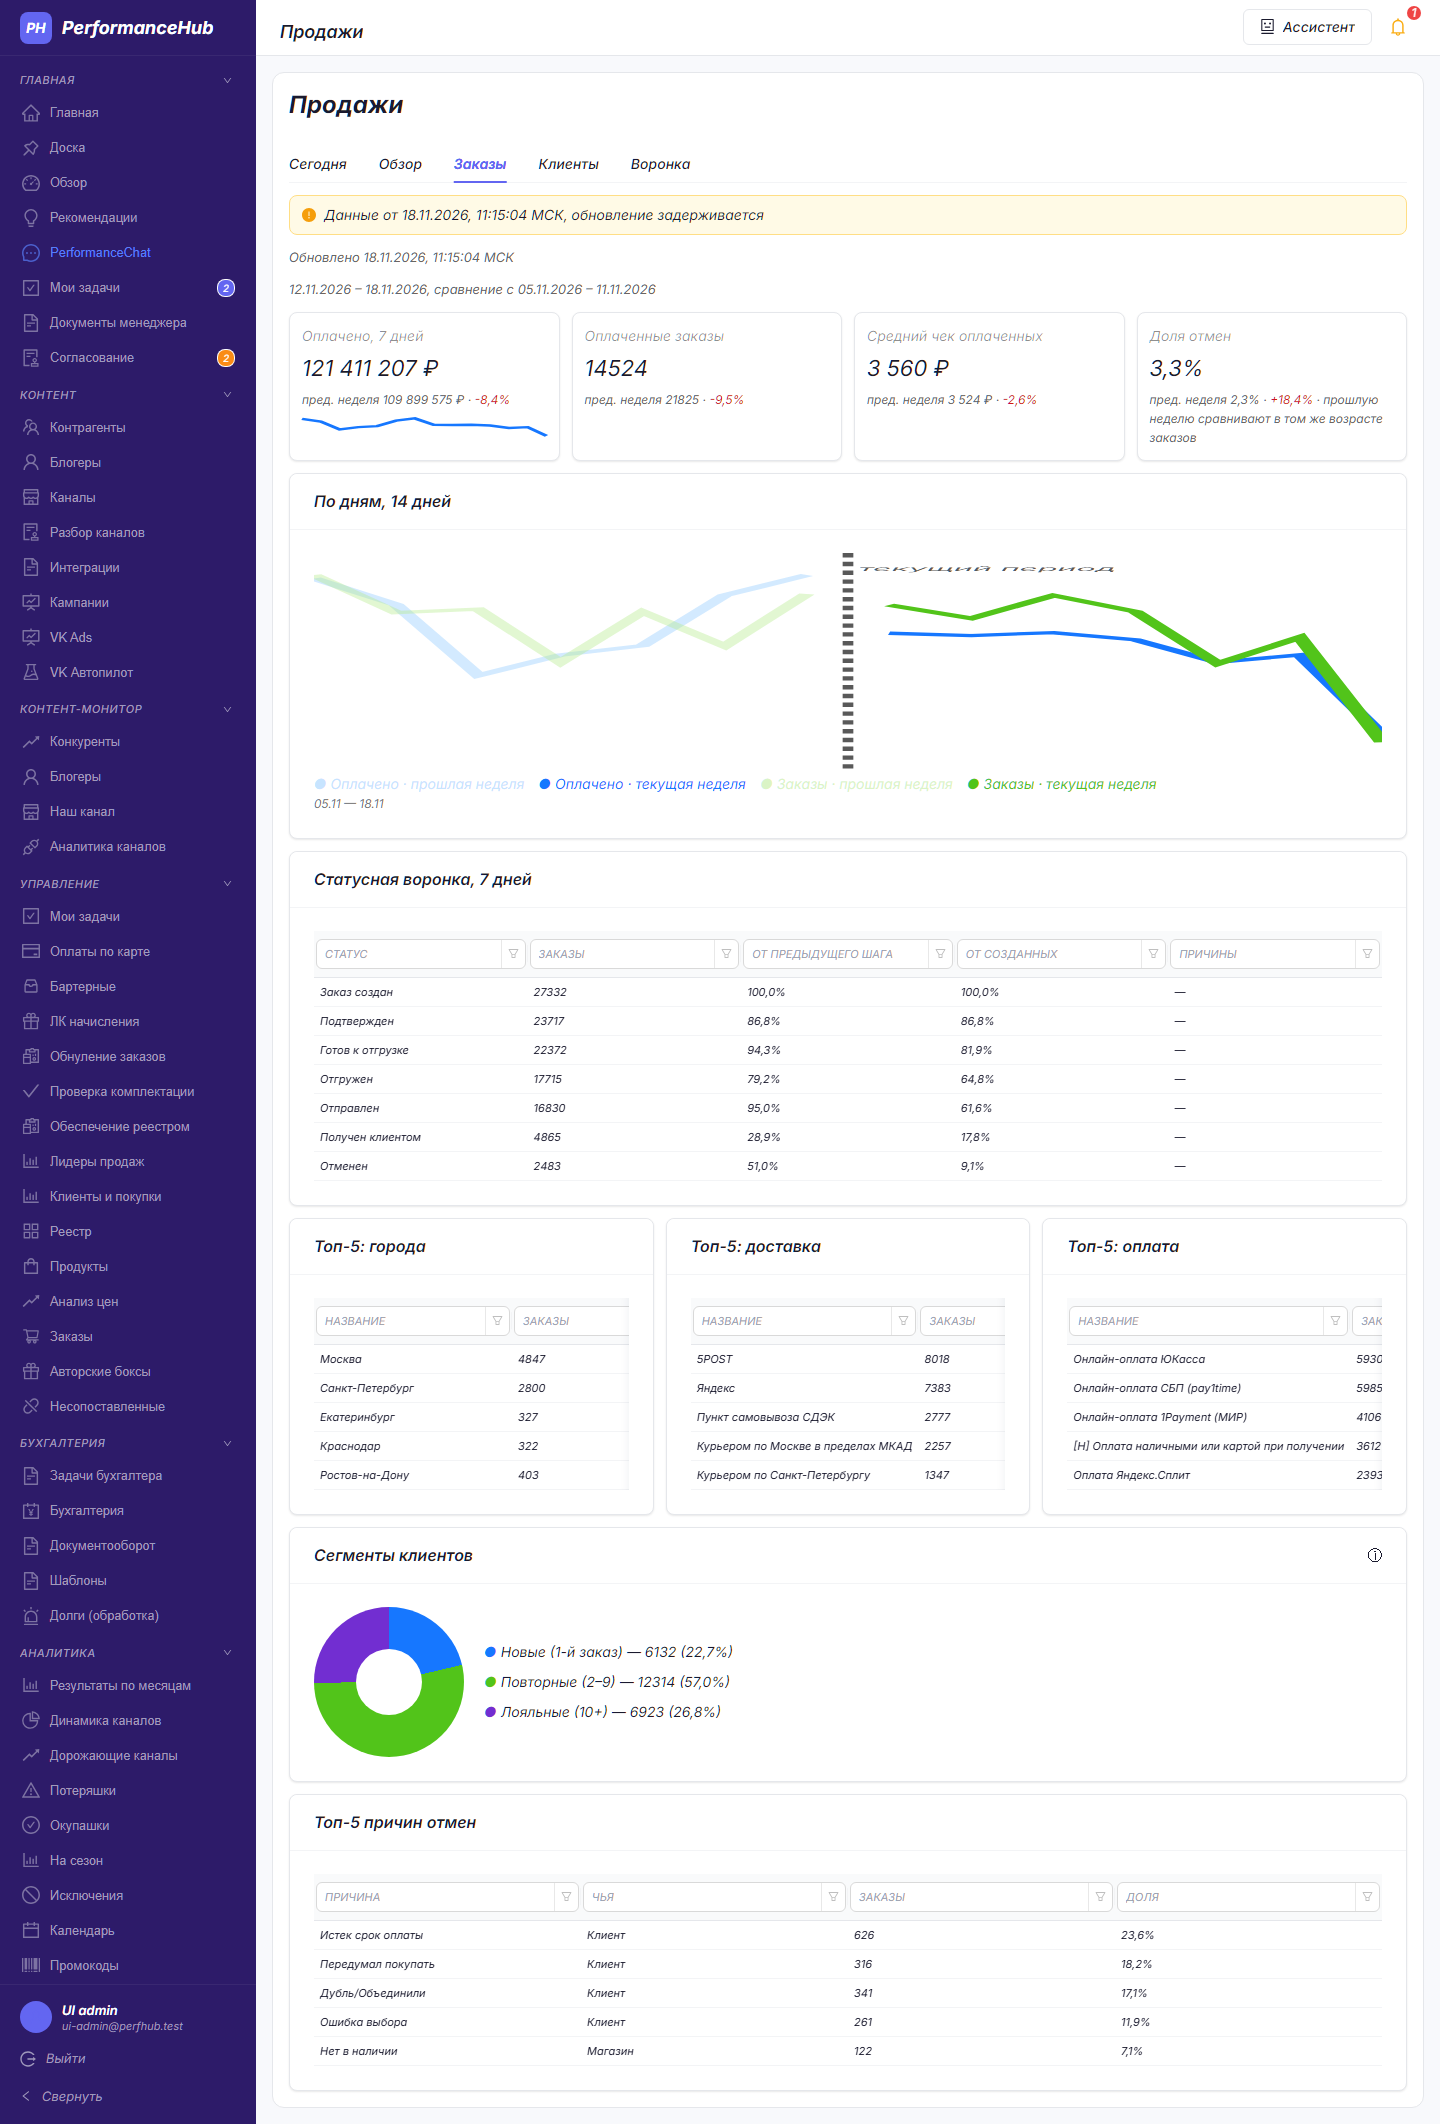 PH PerformanceHub
ГЛАВНАЯ
Главная
Доска
Обзор
Рекомендации
PerformanceChat
Мои задачи 2
Документы менеджера
Согласование 2
КОНТЕНТ
Контрагенты
Блогеры
Каналы
Разбор каналов
Интеграции
Кампании
VK Ads
VK Автопилот
КОНТЕНТ-МОНИТОР
Конкуренты
Блогеры
Наш канал
Аналитика каналов
УПРАВЛЕНИЕ
Мои задачи
Оплаты по карте
Бартерные
ЛК начисления
Обнуление заказов
Проверка комплектации
Обеспечение реестром
Лидеры продаж
Клиенты и покупки
Реестр
Продукты
Анализ цен
Заказы
Авторские боксы
Несопоставленные
БУХГАЛТЕРИЯ
Задачи бухгалтера
Бухгалтерия
Документооборот
Шаблоны
Долги (обработка)
АНАЛИТИКА
Результаты по месяцам
Динамика каналов
Дорожающие каналы
Потеряшки
Окупашки
На сезон
Исключения
Календарь
Промокоды
UI admin
ui-admin@perfhub.test
Выйти
Свернуть
Продажи
Ассистент
1
Продажи
Сегодня Обзор Заказы Клиенты Воронка
Данные от 18.11.2026, 11:15:04 МСК, обновление задерживается
Обновлено 18.11.2026, 11:15:04 МСК
12.11.2026 – 18.11.2026, сравнение с 05.11.2026 – 11.11.2026
Оплачено, 7 дней
121 411 207 ₽
пред. неделя 109 899 575 ₽ · -8,4%
Оплаченные заказы
14524
пред. неделя 21825 · -9,5%
Средний чек оплаченных
3 560 ₽
пред. неделя 3 524 ₽ · -2,6%
Доля отмен
3,3%
пред. неделя 2,3% · +18,4% · прошлую
неделю сравнивают в том же возрасте
заказов
По дням, 14 дней
текущий период
Оплачено · прошлая неделя Оплачено · текущая неделя Заказы · прошлая неделя Заказы · текущая неделя
05.11 — 18.11
Статусная воронка, 7 дней
СТАТУС ЗАКАЗЫ ОТ ПРЕДЫДУЩЕГО ШАГА ОТ СОЗДАННЫХ ПРИЧИНЫ
Заказ создан 27332 100,0% 100,0% —
Подтвержден 23717 86,8% 86,8% —
Готов к отгрузке 22372 94,3% 81,9% —
Отгружен 17715 79,2% 64,8% —
Отправлен 16830 95,0% 61,6% —
Получен клиентом 4865 28,9% 17,8% —
Отменен 2483 51,0% 9,1% —
Топ-5: города
НАЗВАНИЕ ЗАКАЗЫ
Москва 4847
Санкт-Петербург 2800
Екатеринбург 327
Краснодар 322
Ростов-на-Дону 403
Топ-5: доставка
НАЗВАНИЕ ЗАКАЗЫ
5POST 8018
Яндекс 7383
Пункт самовывоза СДЭК 2777
Курьером по Москве в пределах МКАД 2257
Курьером по Санкт-Петербургу 1347
Топ-5: оплата
НАЗВАНИЕ ЗАК
Онлайн-оплата ЮКасса 5930
Онлайн-оплата СБП (pay1time) 5985
Онлайн-оплата 1Payment (МИР) 4106
[Н] Оплата наличными или картой при получении 3612
Оплата Яндекс.Сплит 2393
Сегменты клиентов
Новые (1-й заказ) — 6132 (22,7%)
Повторные (2–9) — 12314 (57,0%)
Лояльные (10+) — 6923 (26,8%)
Топ-5 причин отмен
ПРИЧИНА ЧЬЯ ЗАКАЗЫ ДОЛЯ
Истек срок оплаты Клиент 626 23,6%
Передумал покупать Клиент 316 18,2%
Дубль/Объединили Клиент 341 17,1%
Ошибка выбора Клиент 261 11,9%
Нет в наличии Магазин 122 7,1%